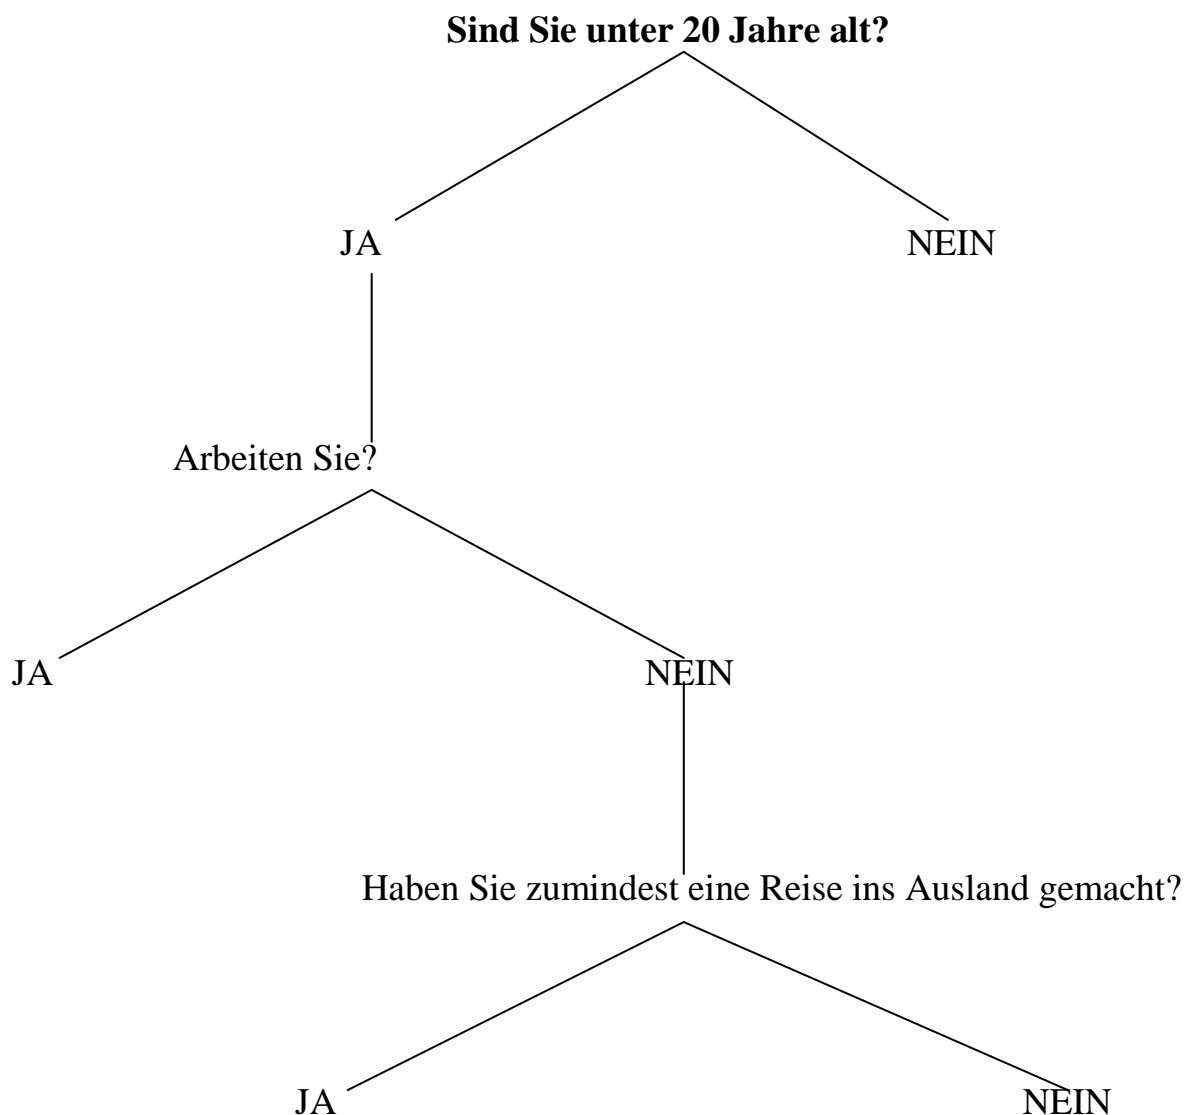 Sind Sie unter 20 Jahre alt?
JA NEIN
Arbeiten Sie?
JA NEIN
Haben Sie zumindest eine Reise ins Ausland gemacht?
JA NEIN